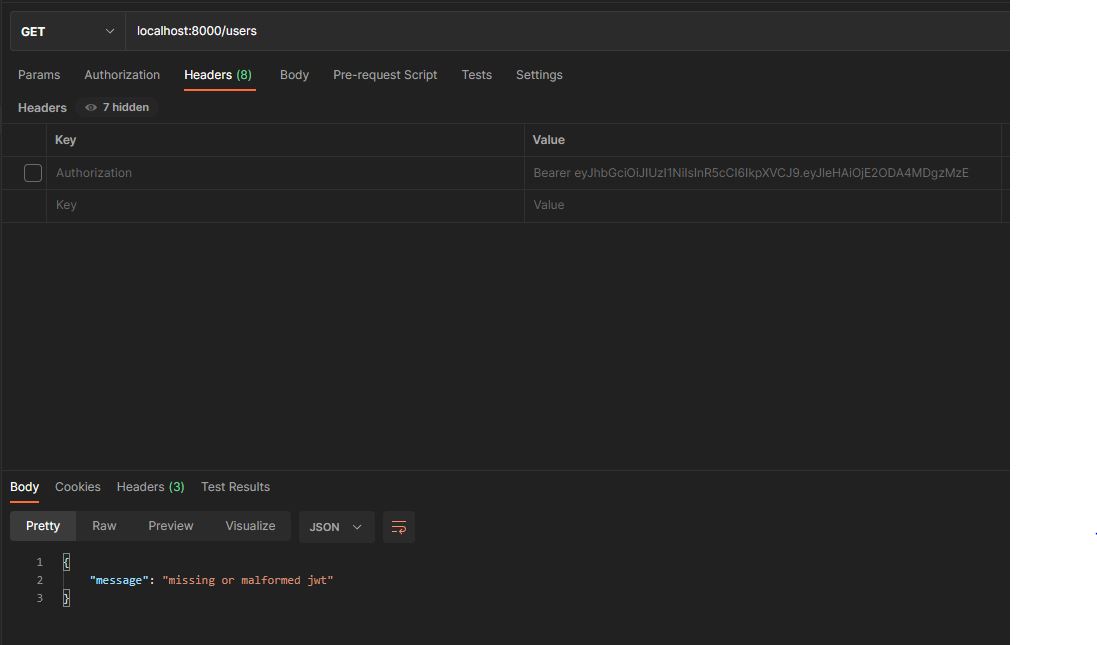 GET localhost:8000/users
Params Authorization Headers (8) Body Pre-request Script Tests Settings
Headers 7 hidden
Key Value
Authorization Bearer eyJhbGciOiJIUzI1NiIsInR5cCI6IkpXVCJ9.eyJleHAiOjE2ODA4MDgzMzE
Key Value
Body Cookies Headers (3) Test Results
Pretty Raw Preview Visualize JSON
1 {
2 "message": "missing or malformed jwt"
3 }